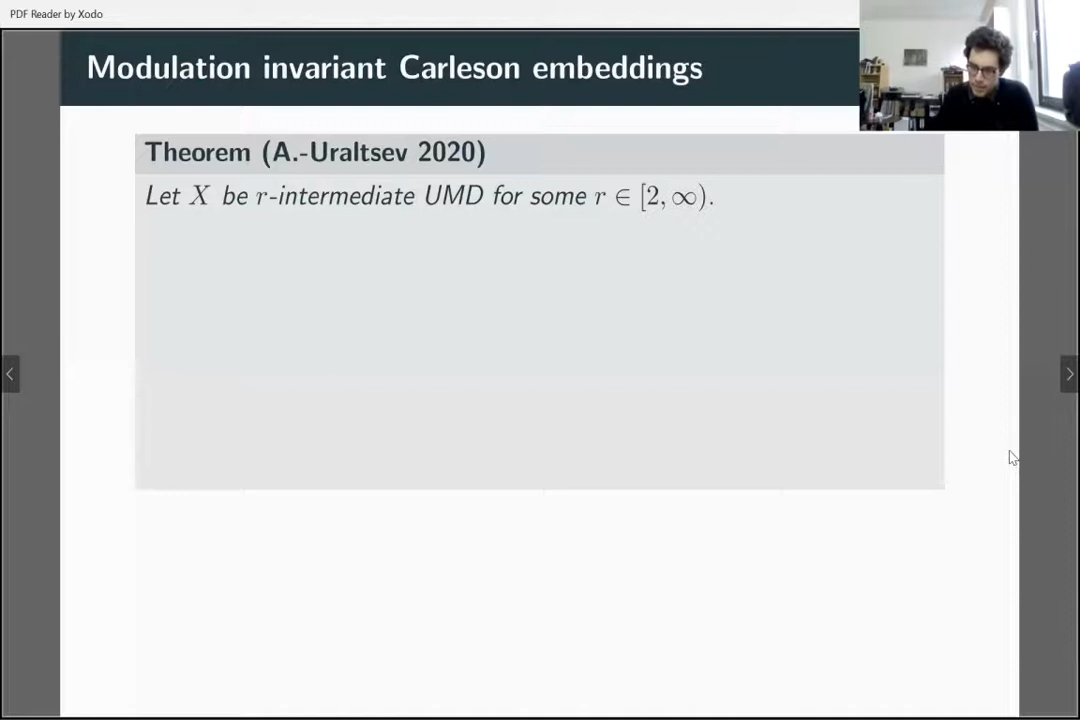 PDF Reader by Xodo
Modulation invariant Carleson embeddings
Theorem (A.-Uraltsev 2020)
Let X be r-intermediate UMD for some r ∈ [2, ∞).